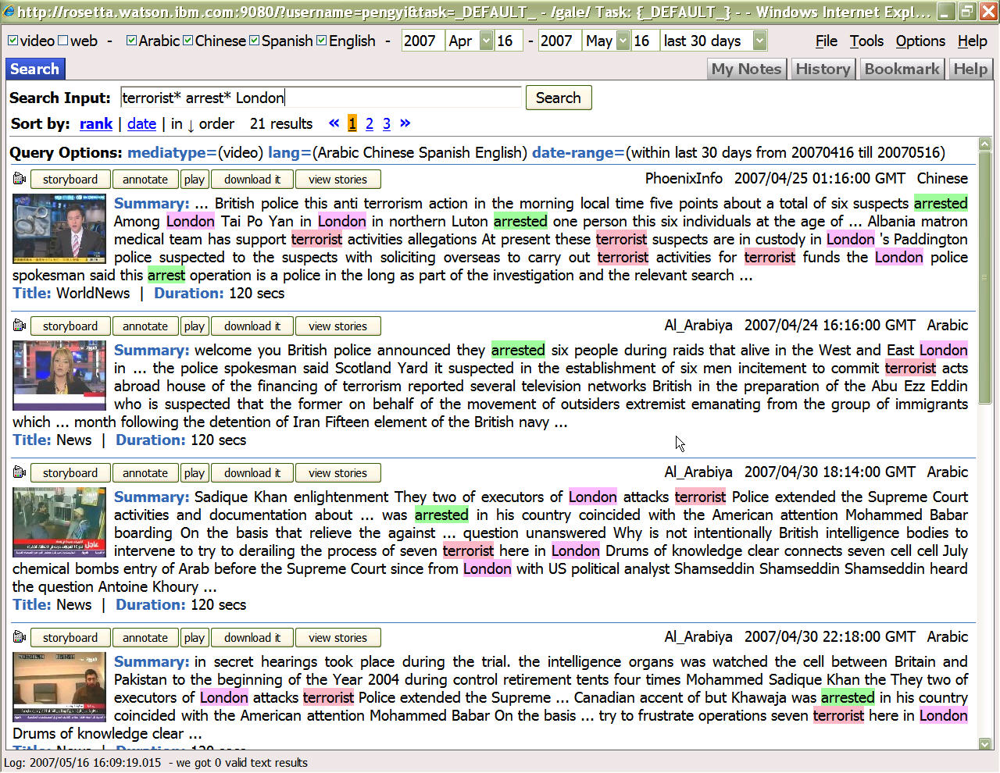 http://rosetta.watson.ibm.com:9080/?username=pengyi&task=_DEFAULT_ - /gale/ Task: {_DEFAULT_} - - Windows Internet Expl...
video web - Arabic Chinese Spanish English - 2007 Apr 16 - 2007 May 16 last 30 days File Tools Options Help
Search My Notes History Bookmark Help
Search Input: terrorist* arrest* London Search
Sort by: rank | date | in ↓ order 21 results « 1 2 3 »
Query Options: mediatype=(video) lang=(Arabic Chinese Spanish English) date-range=(within last 30 days from 20070416 till 20070516)
storyboard annotate play download it view stories PhoenixInfo 2007/04/25 01:16:00 GMT Chinese
Summary: ... British police this anti terrorism action in the morning local time five points about a total of six suspects arrested
Among London Tai Po Yan in London in northern Luton arrested one person this six individuals at the age of ... Albania matron
medical team has support terrorist activities allegations At present these terrorist suspects are in custody in London 's Paddington
police suspected to the suspects with soliciting overseas to carry out terrorist activities for terrorist funds the London police
spokesman said this arrest operation is a police in the long as part of the investigation and the relevant search ...
Title: WorldNews | Duration: 120 secs
storyboard annotate play download it view stories Al_Arabiya 2007/04/24 16:16:00 GMT Arabic
Summary: welcome you British police announced they arrested six people during raids that alive in the West and East London
in ... the police spokesman said Scotland Yard it suspected in the establishment of six men incitement to commit terrorist acts
abroad house of the financing of terrorism reported several television networks British in the preparation of the Abu Ezz Eddin
who is suspected that the former on behalf of the movement of outsiders extremist emanating from the group of immigrants
which ... month following the detention of Iran Fifteen element of the British navy ...
Title: News | Duration: 120 secs
storyboard annotate play download it view stories Al_Arabiya 2007/04/30 18:14:00 GMT Arabic
Summary: Sadique Khan enlightenment They two of executors of London attacks terrorist Police extended the Supreme Court
activities and documentation about ... was arrested in his country coincided with the American attention Mohammed Babar
boarding On the basis that relieve the against ... question unanswered Why is not intentionally British intelligence bodies to
intervene to try to derailing the process of seven terrorist here in London Drums of knowledge clear connects seven cell cell July
chemical bombs entry of Arab before the Supreme Court since from London with US political analyst Shamseddin Shamseddin Shamseddin heard
the question Antoine Khoury ...
Title: News | Duration: 120 secs
storyboard annotate play download it view stories Al_Arabiya 2007/04/30 22:18:00 GMT Arabic
Summary: in secret hearings took place during the trial. the intelligence organs was watched the cell between Britain and
Pakistan to the beginning of the Year 2004 during control retirement tents four times Mohammed Sadique Khan the They two of
executors of London attacks terrorist Police extended the Supreme ... Canadian accent of but Khawaja was arrested in his country
coincided with the American attention Mohammed Babar On the basis ... try to frustrate operations seven terrorist here in London
Drums of knowledge clear ...
Log: 2007/05/16 16:09:19.015 - we got 0 valid text results